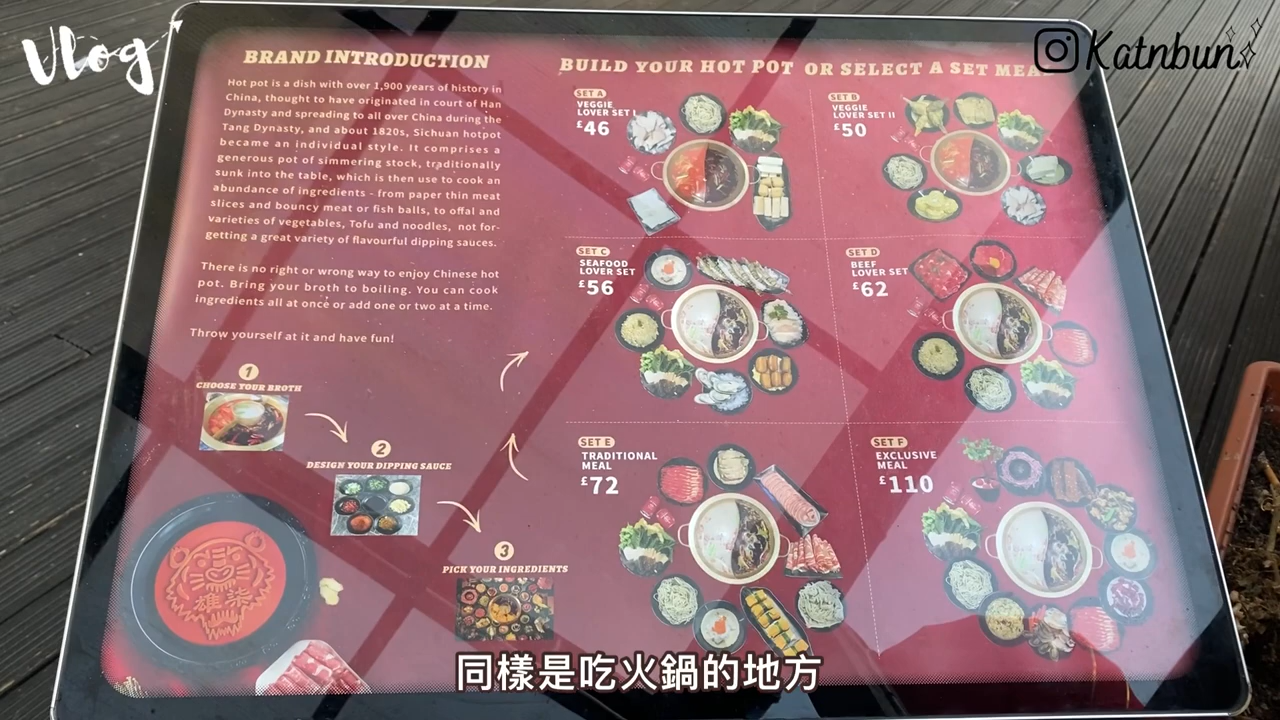 Vlog
Katnbun
BRAND INTRODUCTION
Hot pot is a dish with over 1,900 years of history in
China, thought to have originated in court of Han
Dynasty and spreading to all over China during the
Tang Dynasty, and about 1820s, Sichuan hotpot
became an individual style. It comprises a
generous pot of simmering stock, traditionally
sunk into the table, which is then use to cook an
abundance of ingredients - from paper thin meat
slices and bouncy meat or fish balls, to offal and
varieties of vegetables, Tofu and noodles, not for-
getting a great variety of flavourful dipping sauces.
There is no right or wrong way to enjoy Chinese hot
pot. Bring your broth to boiling. You can cook
ingredients all at once or add one or two at a time.
Throw yourself at it and have fun!
1
CHOOSE YOUR BROTH
2
DESIGN YOUR DIPPING SAUCE
3
PICK YOUR INGREDIENTS
BUILD YOUR HOT POT OR SELECT A SET MEAL
SET A
VEGGIE
LOVER SET I
£46
SET B
VEGGIE
LOVER SET II
£50
SET C
SEAFOOD
LOVER SET
£56
SET D
BEEF
LOVER SET
£62
SET E
TRADITIONAL
MEAL
£72
SET F
EXCLUSIVE
MEAL
£110
同樣是吃火鍋的地方